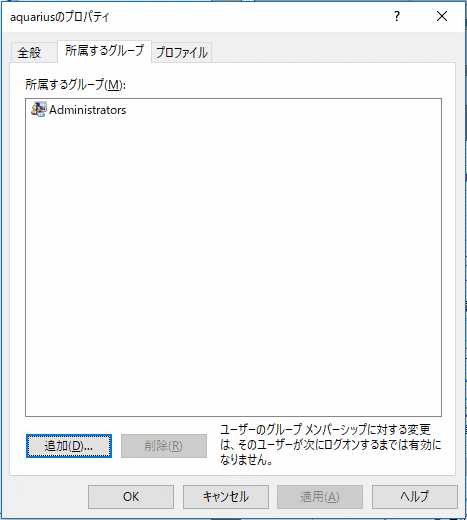 aquariusのプロパティ
?
全般
所属するグループ
プロファイル
所属するグループ(M):
Administrators
追加(D)...
削除(R)
ユーザーのグループ メンバーシップに対する変更
は、そのユーザーが次にログオンするまでは有効に
なりません。
OK
キャンセル
適用(A)
ヘルプ